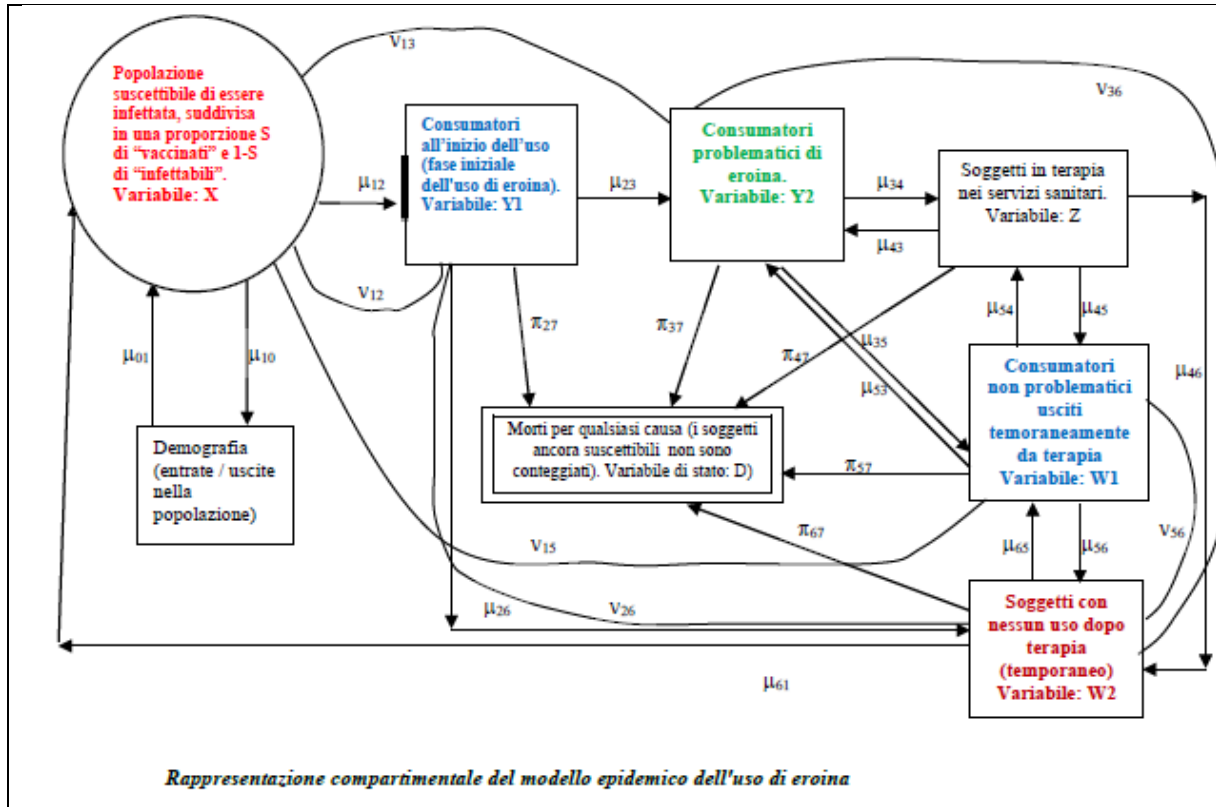 Popolazione
suscettibile di essere
infettata, suddivisa
in una proporzione S
di “vaccinati” e 1-S
di “infettabili”.
Variabile: X
ν13
Consumatori
all’inizio dell’uso
(fase iniziale
dell'uso di eroina).
Variabile: Y1
Consumatori
problematici di
eroina.
Variabile: Y2
ν36
Soggetti in terapia
nei servizi sanitari.
Variabile: Z
μ12
μ23
μ34
μ43
ν12
μ01
μ10
π27
π37
π47
μ35
μ53
μ54
μ45
μ46
Demografia
(entrate / uscite
nella
popolazione)
Morti per qualsiasi causa (i soggetti
ancora suscettibili non sono
conteggiati). Variabile di stato: D)
Consumatori
non problematici
usciti
temoraneamente
da terapia
Variabile: W1
π57
π67
ν15
μ65
μ56
ν56
μ26
ν26
Soggetti con
nessun uso dopo
terapia
(temporaneo)
Variabile: W2
μ61
Rappresentazione compartimentale del modello epidemico dell'uso di eroina